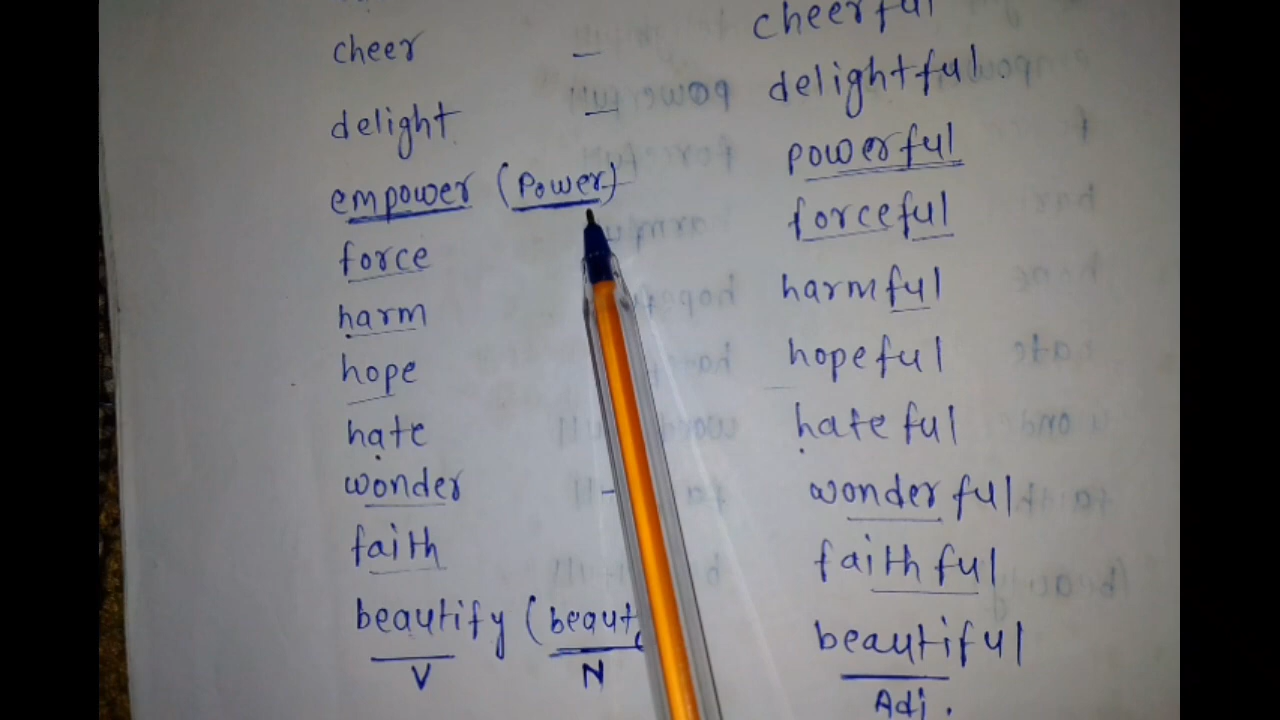 cheer – cheerful
delight – delightful.
empower (Power) powerful
force forceful
harm harmful
hope hopeful
hate hateful
wonder – wonderful
faith faithful
beautify (beaut beautiful
V N Adj.